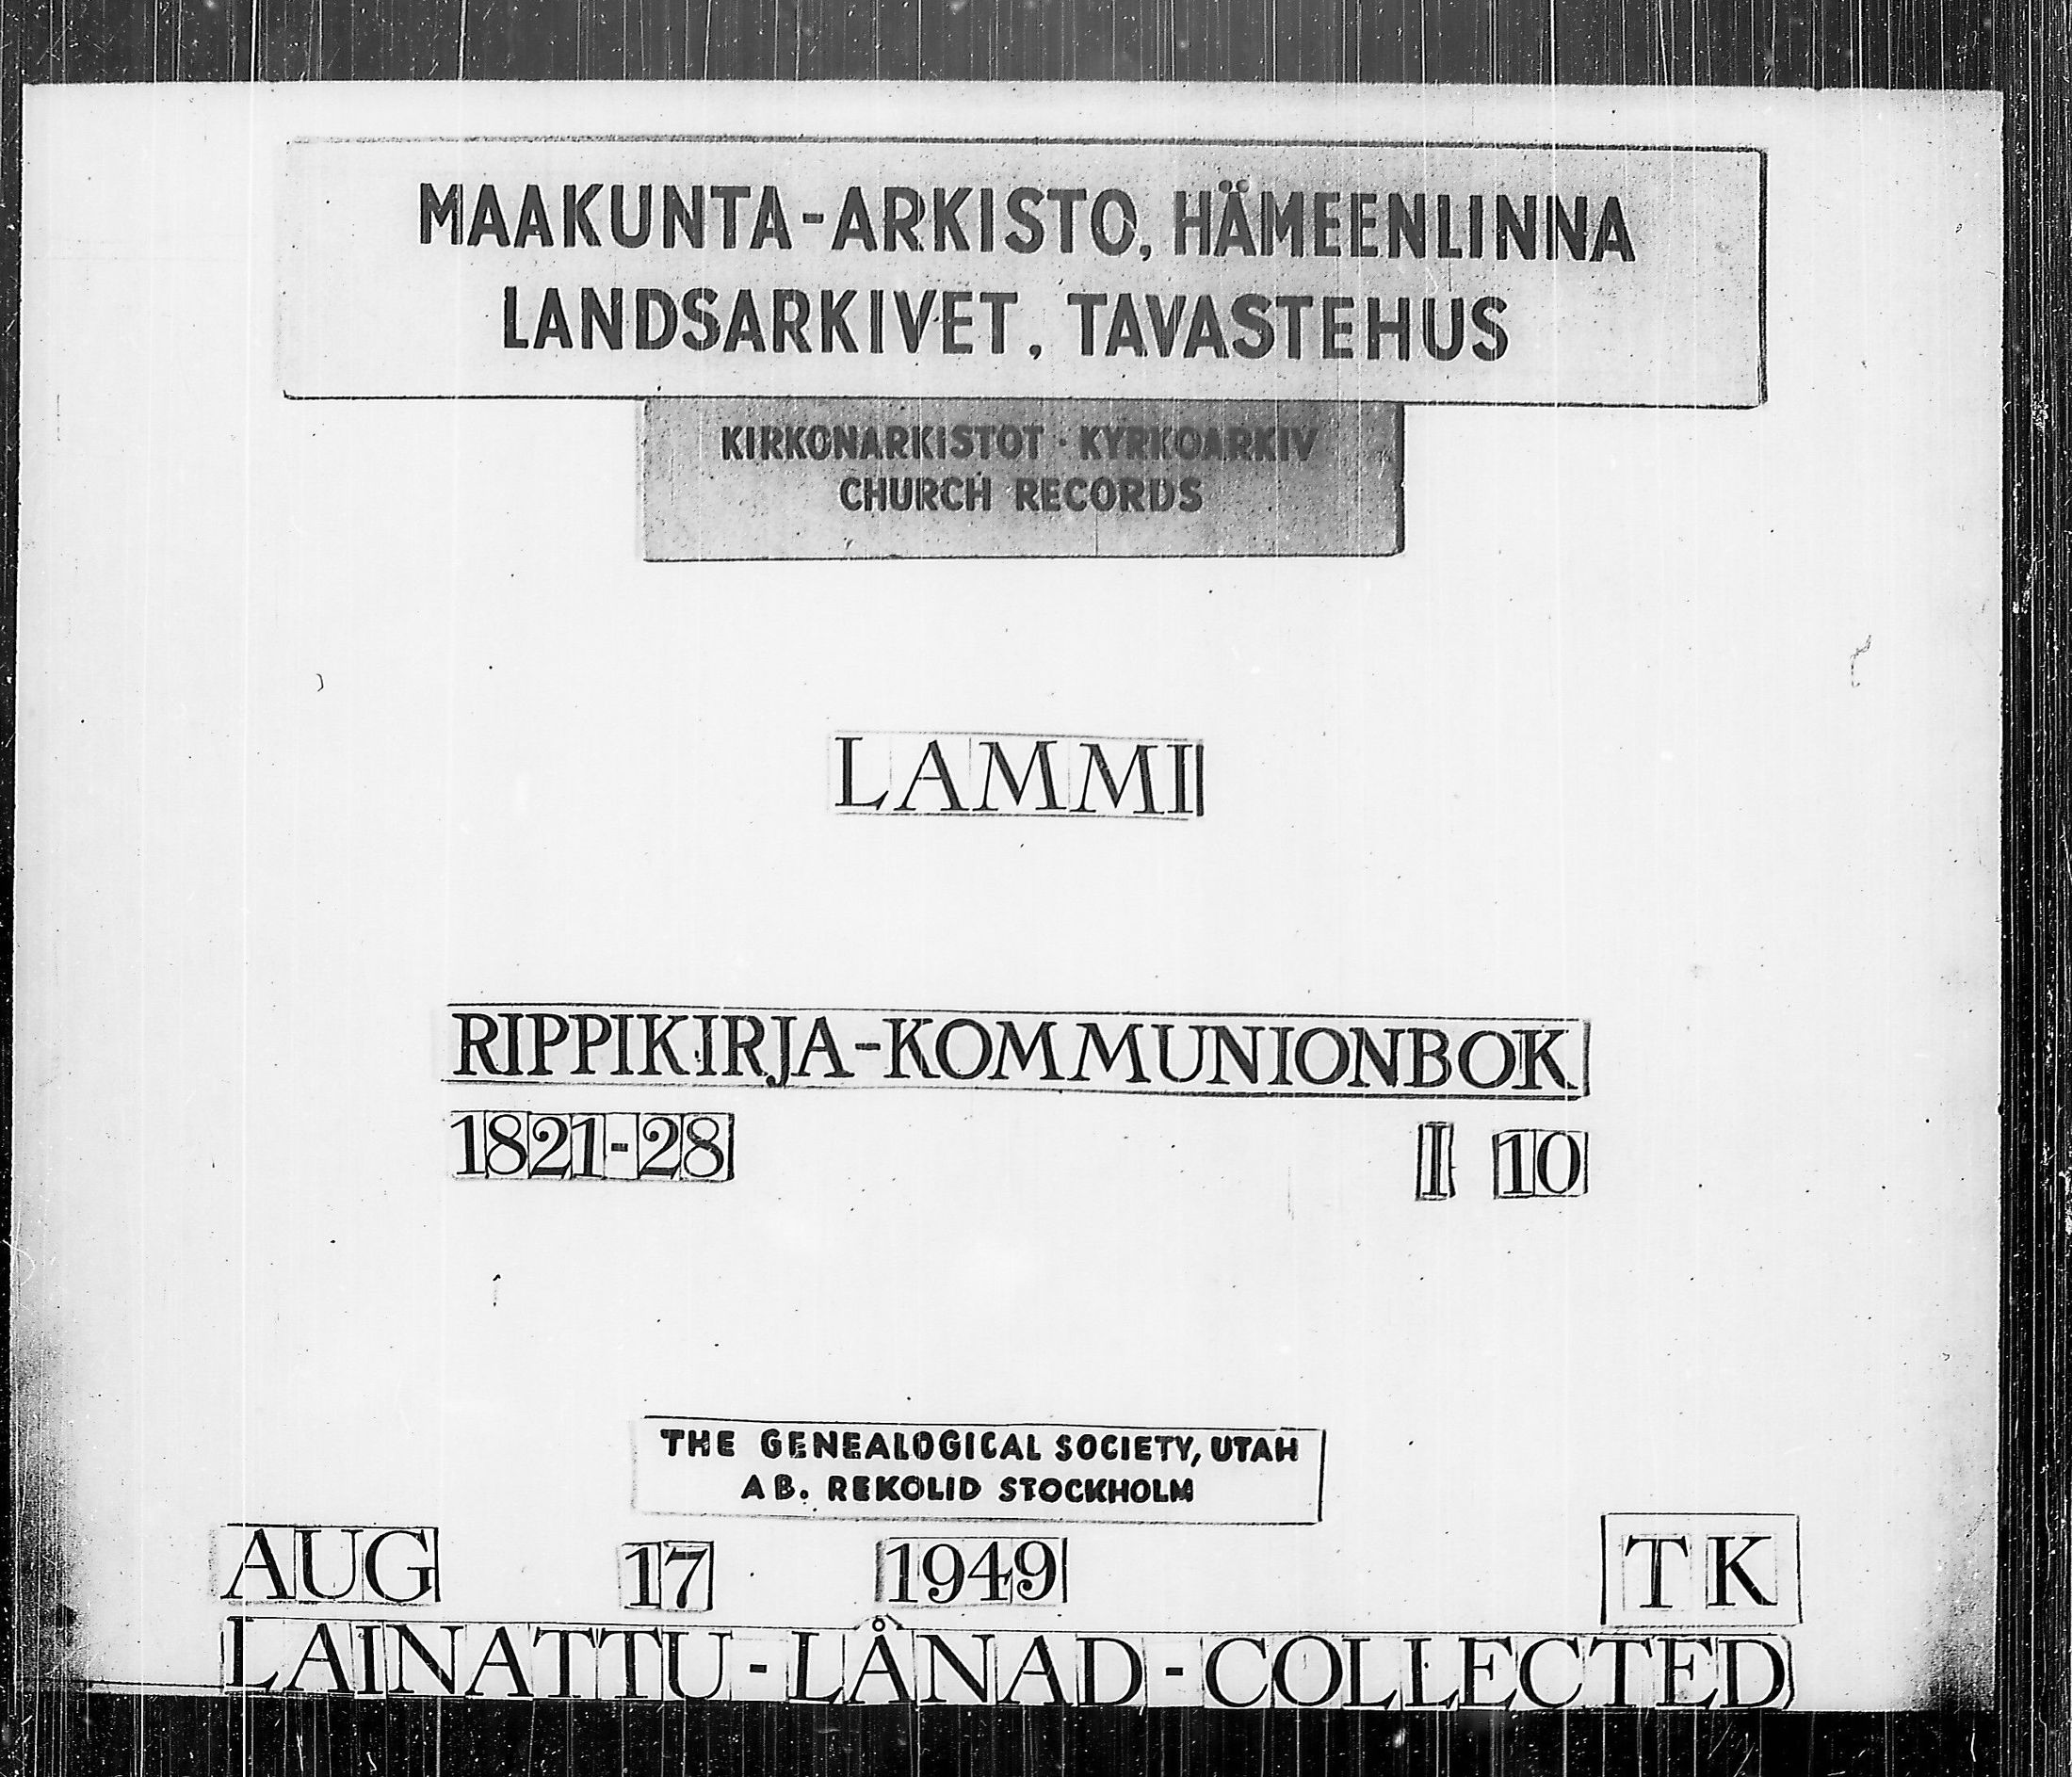 MAAKUNTA-ARKISTO, HÄMEENLINNA
LANDSARKIVET, TAVASTEHUS
KIRKONARKISTOT · KYRKOARKIV
CHURCH RECORDS
LAMMI
RIPPIKIRJA-KOMMUNIONBOK
1821-28 I 10
THE GENEALOGICAL SOCIETY, UTAH
AB. REKOLID STOCKHOLM
AUG 17 1949 TK
LAINATTU-LÅNAD-COLLECTED